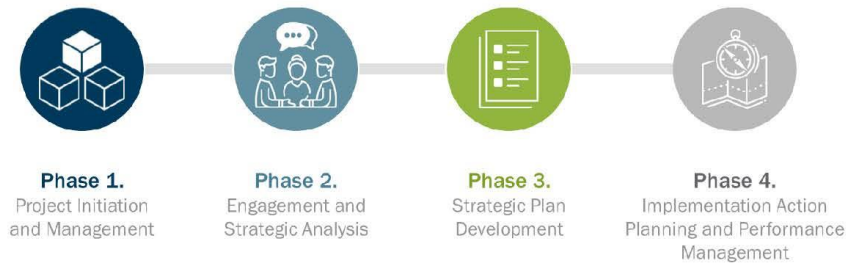 Phase 1.
Project Initiation
and Management
Phase 2.
Engagement and
Strategic Analysis
Phase 3.
Strategic Plan
Development
Phase 4.
Implementation Action
Planning and Performance
Management